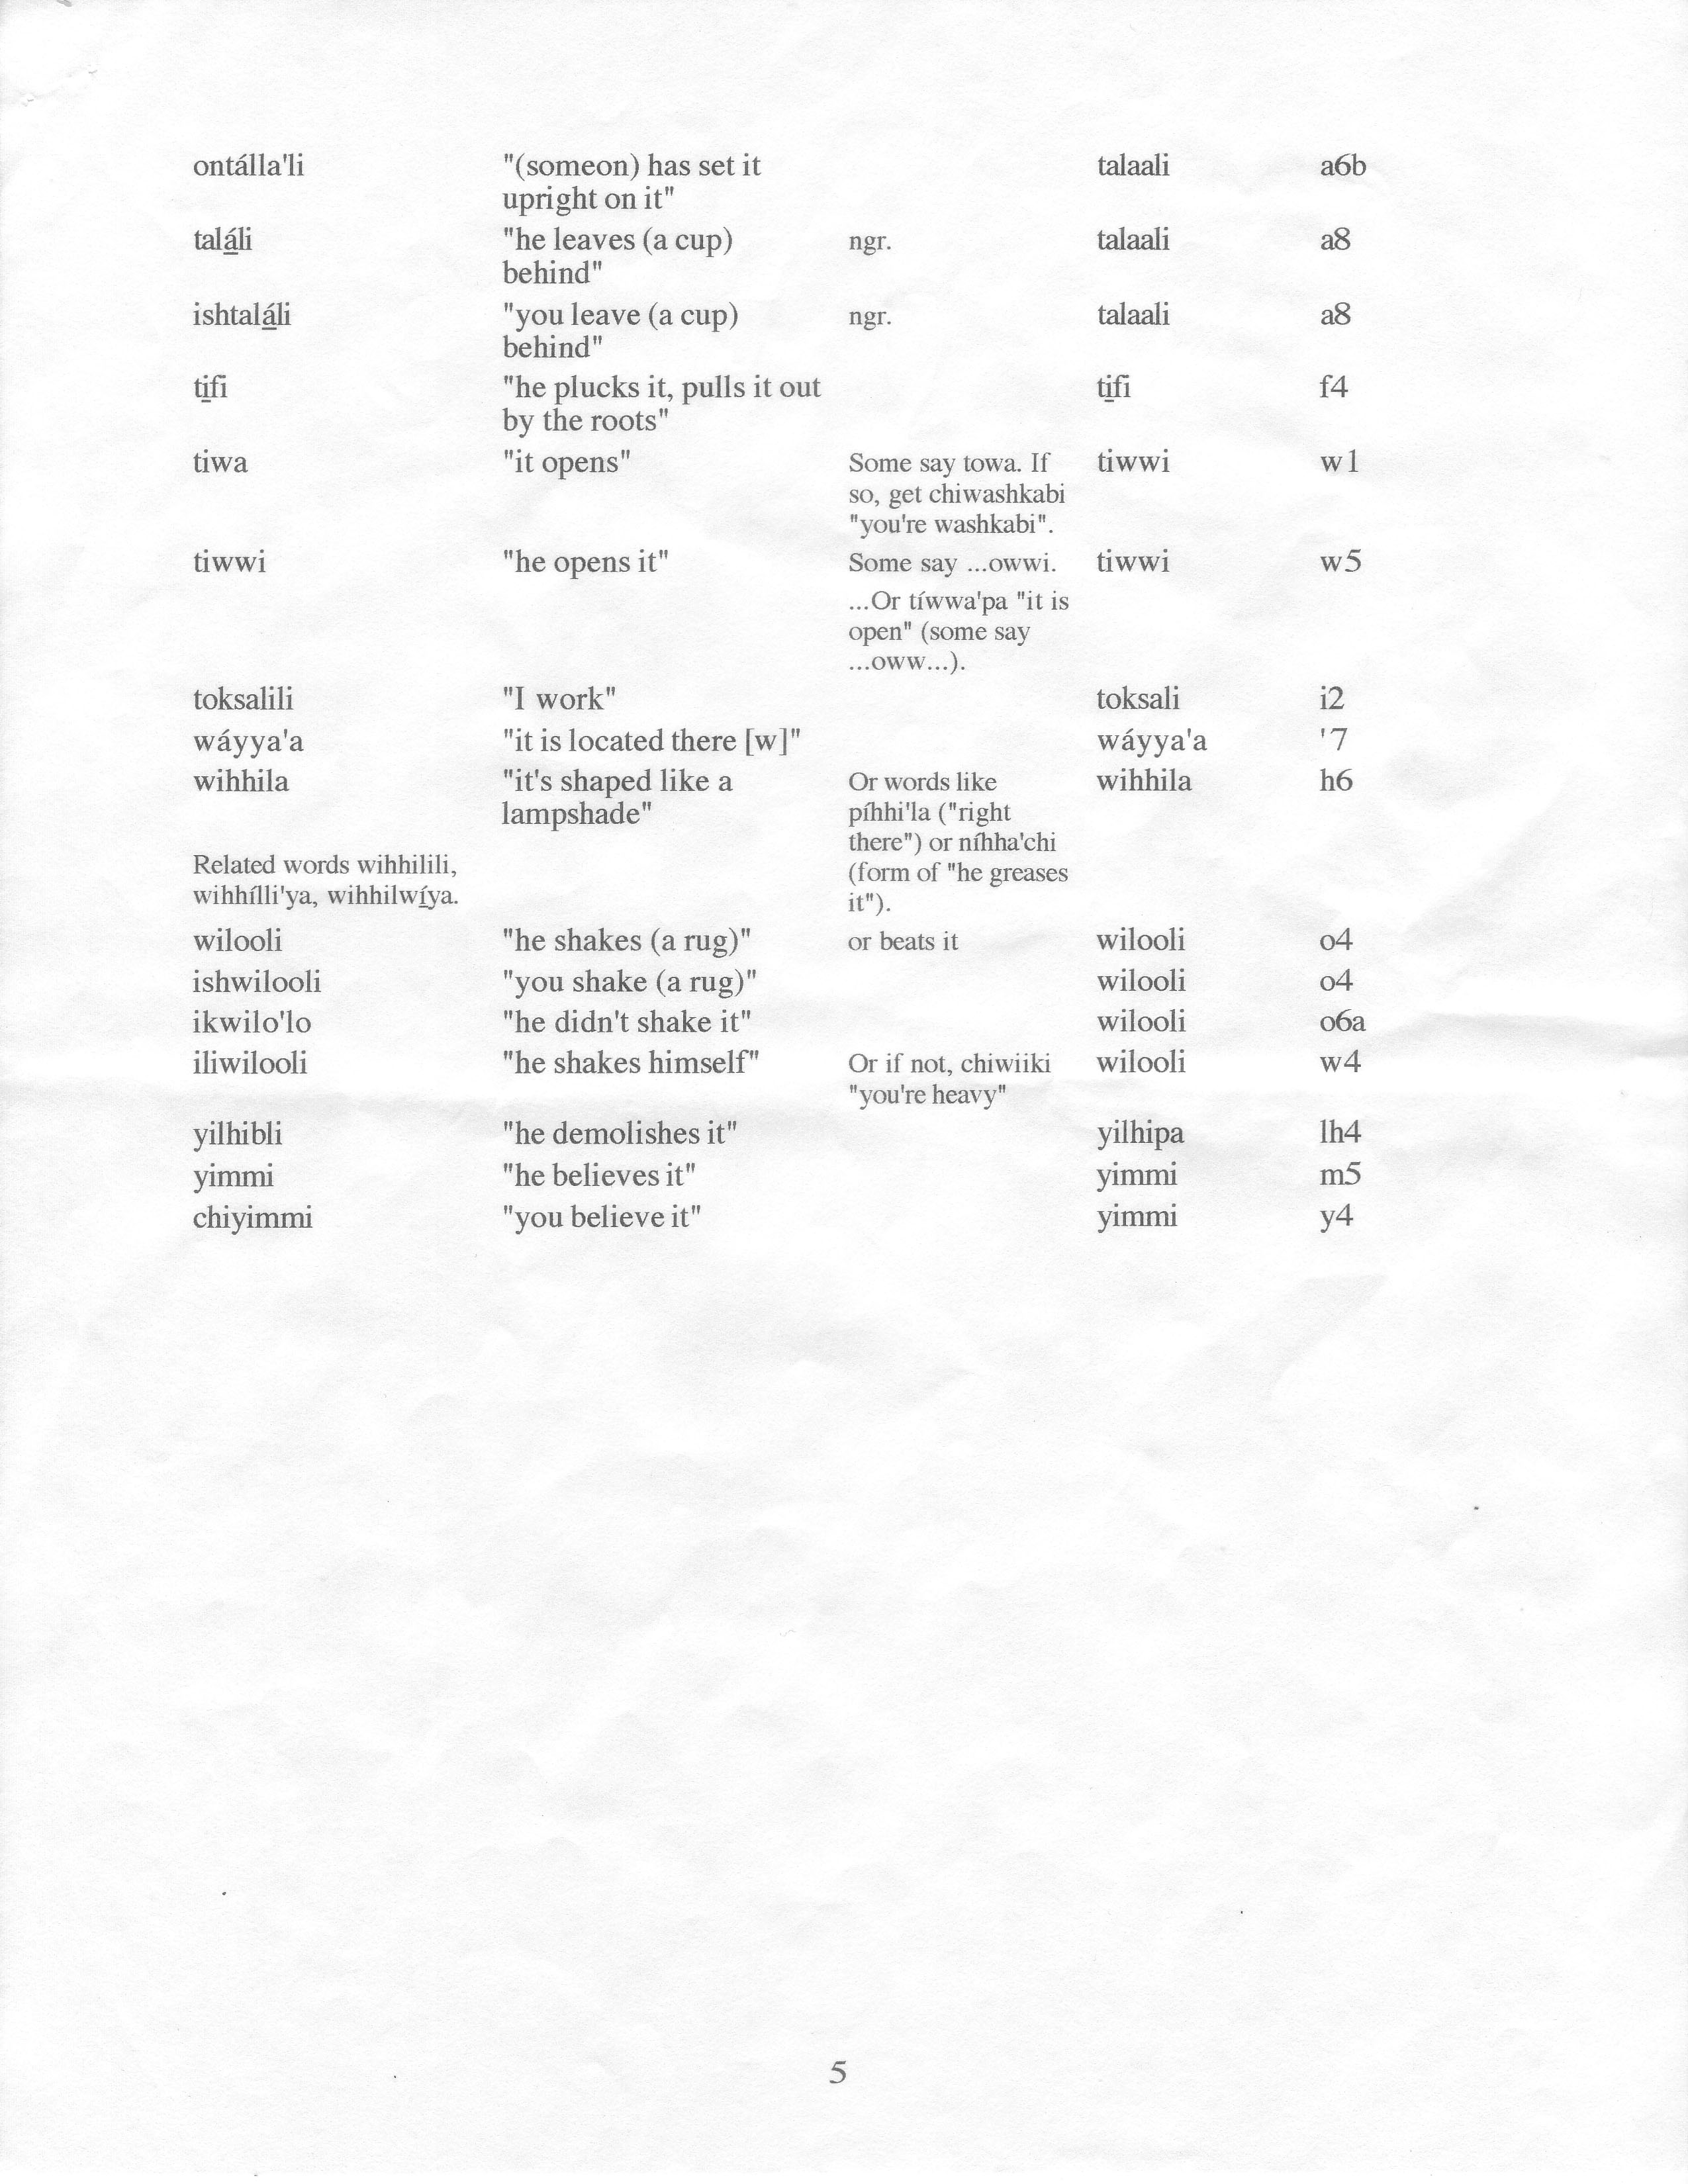 ontálla'li "(someon) has set it talaali a6b
upright on it"
talá̱li "he leaves (a cup) ngr. talaali a8
behind"
ishtalá̱li "you leave (a cup) ngr. talaali a8
behind"
ti̱fi "he plucks it, pulls it out ti̱fi f4
by the roots"
tiwa "it opens" Some say towa. If tiwwi w1
so, get chiwashkabi
"you're washkabi".
tiwwi "he opens it" Some say ...owwi. tiwwi w5
...Or tíwwa'pa "it is
open" (some say
...oww...).
toksalili "I work" toksali i2
wáyya'a "it is located there [w]" wáyya'a '7
wihhila "it's shaped like a Or words like wihhila h6
lampshade" píhhi'la ("right
there") or níhha'chi
Related words wihhilili, (form of "he greases
wihhílli'ya, wihhilwí̱ya. it").
wilooli "he shakes (a rug)" or beats it wilooli o4
ishwilooli "you shake (a rug)" wilooli o4
ikwilo'lo "he didn't shake it" wilooli o6a
iliwilooli "he shakes himself" Or if not, chiwiiki wilooli w4
"you're heavy"
yilhibli "he demolishes it" yilhipa lh4
yimmi "he believes it" yimmi m5
chiyimmi "you believe it" yimmi y4
5